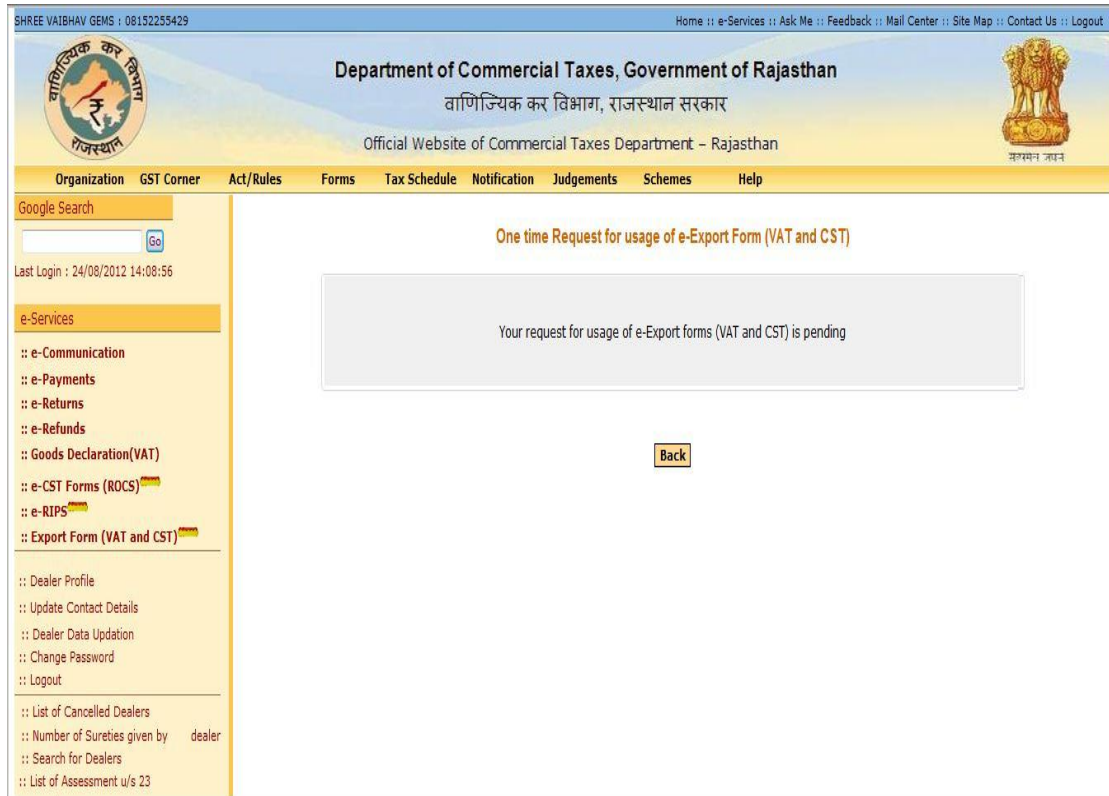 SHREE VAIBHAV GEMS : 08152255429
Home :: e-Services :: Ask Me :: Feedback :: Mail Center :: Site Map :: Contact Us :: Logout
वाणिज्यिक कर विभाग
राजस्थान
Department of Commercial Taxes, Government of Rajasthan
वाणिज्यिक कर विभाग, राजस्थान सरकार
Official Website of Commercial Taxes Department – Rajasthan
Organization GST Corner Act/Rules Forms Tax Schedule Notification Judgements Schemes Help
Google Search
Go
Last Login : 24/08/2012 14:08:56
e-Services
:: e-Communication
:: e-Payments
:: e-Returns
:: e-Refunds
:: Goods Declaration(VAT)
:: e-CST Forms (ROCS)
:: e-RIPS
:: Export Form (VAT and CST)
:: Dealer Profile
:: Update Contact Details
:: Dealer Data Updation
:: Change Password
:: Logout
:: List of Cancelled Dealers
:: Number of Sureties given by dealer
:: Search for Dealers
:: List of Assessment u/s 23
One time Request for usage of e-Export Form (VAT and CST)
Your request for usage of e-Export forms (VAT and CST) is pending
Back